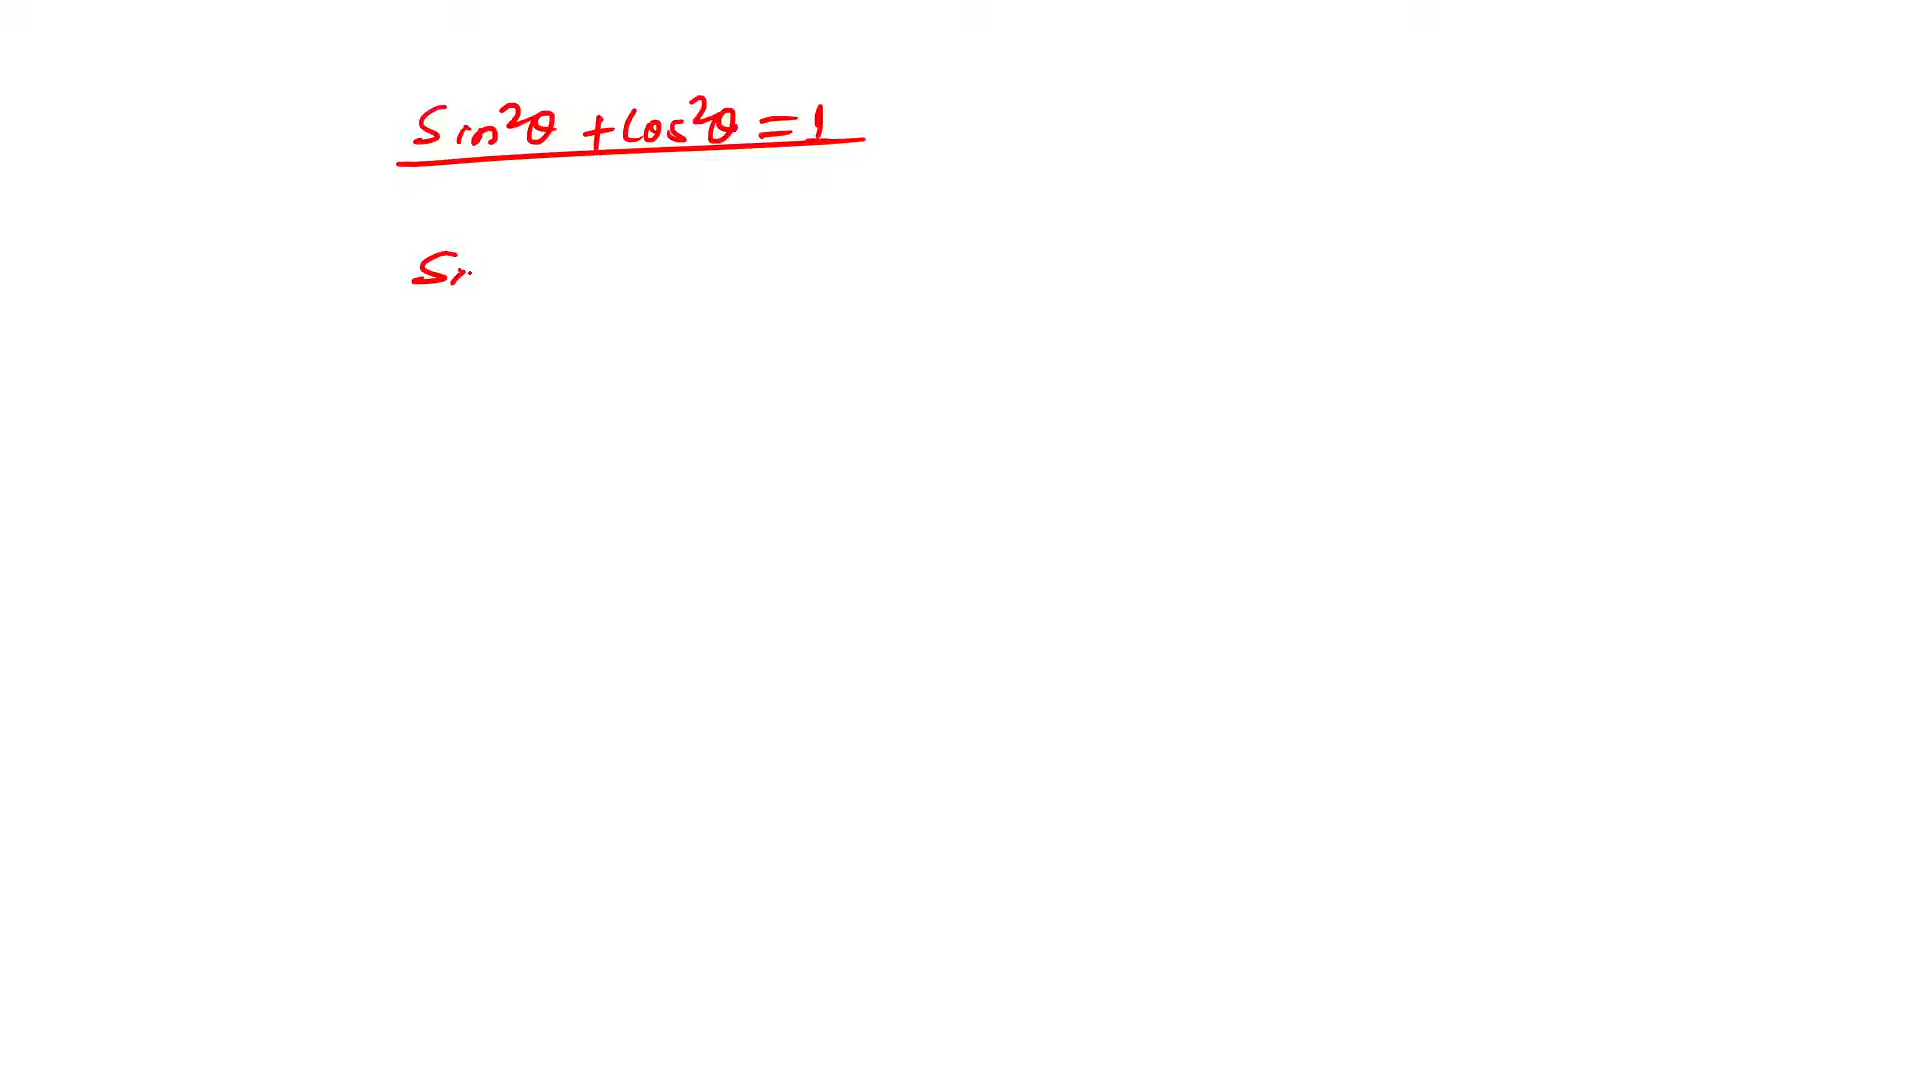 Sin²θ + Cos²θ = 1